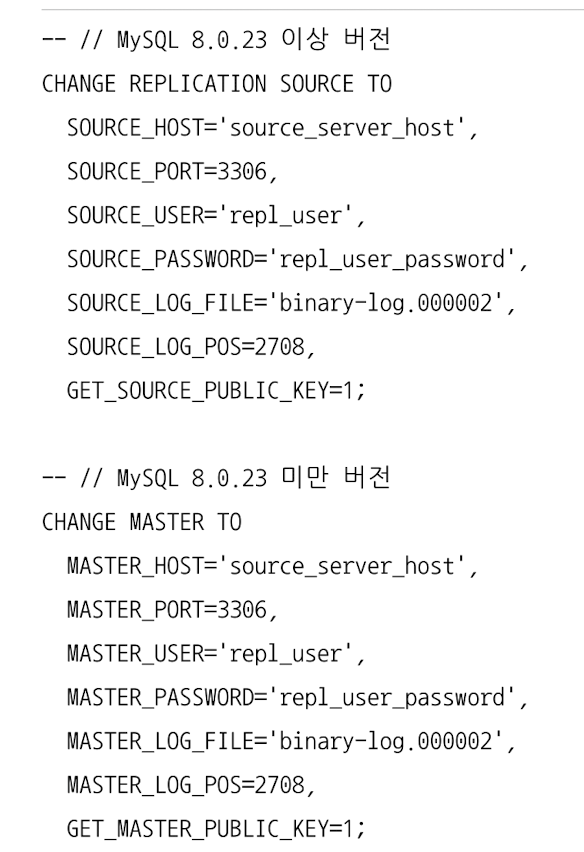 -- // MySQL 8.0.23 이상 버전
CHANGE REPLICATION SOURCE TO
  SOURCE_HOST='source_server_host',
  SOURCE_PORT=3306,
  SOURCE_USER='repl_user',
  SOURCE_PASSWORD='repl_user_password',
  SOURCE_LOG_FILE='binary-log.000002',
  SOURCE_LOG_POS=2708,
  GET_SOURCE_PUBLIC_KEY=1;

-- // MySQL 8.0.23 미만 버전
CHANGE MASTER TO
  MASTER_HOST='source_server_host',
  MASTER_PORT=3306,
  MASTER_USER='repl_user',
  MASTER_PASSWORD='repl_user_password',
  MASTER_LOG_FILE='binary-log.000002',
  MASTER_LOG_POS=2708,
  GET_MASTER_PUBLIC_KEY=1;